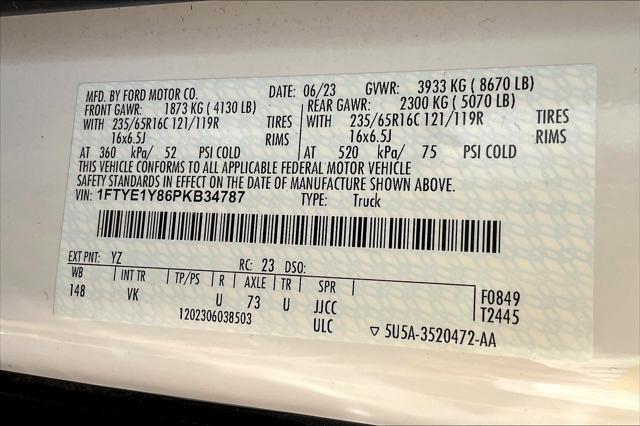 MFD. BY FORD MOTOR CO. DATE: 06/23 GVWR: 3933 KG ( 8670 LB)
FRONT GAWR: 1873 KG ( 4130 LB) REAR GAWR: 2300 KG ( 5070 LB)
WITH 235/65R16C 121/119R TIRES WITH 235/65R16C 121/119R TIRES
16x6.5J RIMS 16x6.5J RIMS
AT 360 kPa/ 52 PSI COLD AT 520 kPa/ 75 PSI COLD
THIS VEHICLE CONFORMS TO ALL APPLICABLE FEDERAL MOTOR VEHICLE
SAFETY STANDARDS IN EFFECT ON THE DATE OF MANUFACTURE SHOWN ABOVE.
VIN: 1FTYE1Y86PKB34787 TYPE: Truck
EXT PNT: YZ RC: 23 DSO:
WB INT TR TP/PS R AXLE TR SPR
148 VK U 73 U JJCC F0849
1202306038503 ULC T2445
▽ 5U5A-3520472-AA